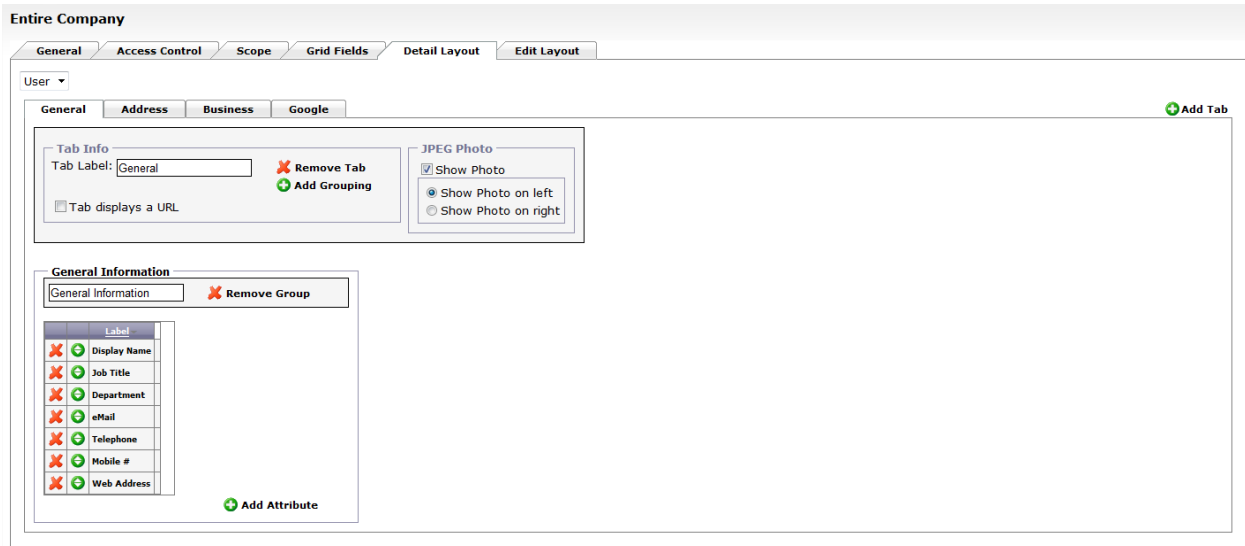 Entire Company
General Access Control Scope Grid Fields Detail Layout Edit Layout
User
General Address Business Google Add Tab
Tab Info JPEG Photo
Tab Label: General Remove Tab Show Photo
Add Grouping Show Photo on left
Tab displays a URL Show Photo on right
General Information
General Information Remove Group
Label
Display Name
Job Title
Department
eMail
Telephone
Mobile #
Web Address
Add Attribute